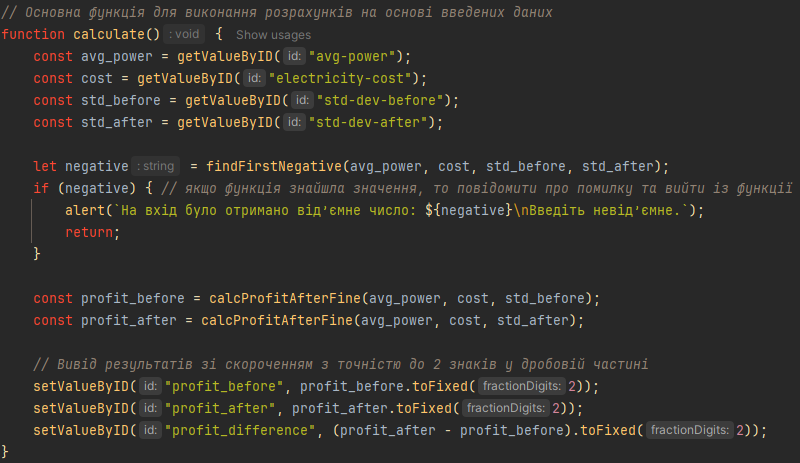 // Основна функція для виконання розрахунків на основі введених даних
function calculate() : void { Show usages
    const avg_power = getValueByID( id: "avg-power");
    const cost = getValueByID( id: "electricity-cost");
    const std_before = getValueByID( id: "std-dev-before");
    const std_after = getValueByID( id: "std-dev-after");
    let negative : string = findFirstNegative(avg_power, cost, std_before, std_after);
    if (negative) { // якщо функція знайшла значення, то повідомити про помилку та вийти із функції
        alert(`На вхід було отримано від'ємне число: ${negative}\nВведіть невід'ємне.`);
        return;
    }
    const profit_before = calcProfitAfterFine(avg_power, cost, std_before);
    const profit_after = calcProfitAfterFine(avg_power, cost, std_after);
    // Вивід результатів зі скороченням з точністю до 2 знаків у дробовій частині
    setValueByID( id: "profit_before", profit_before.toFixed( fractionDigits: 2));
    setValueByID( id: "profit_after", profit_after.toFixed( fractionDigits: 2));
    setValueByID( id: "profit_difference", (profit_after - profit_before).toFixed( fractionDigits: 2));
}